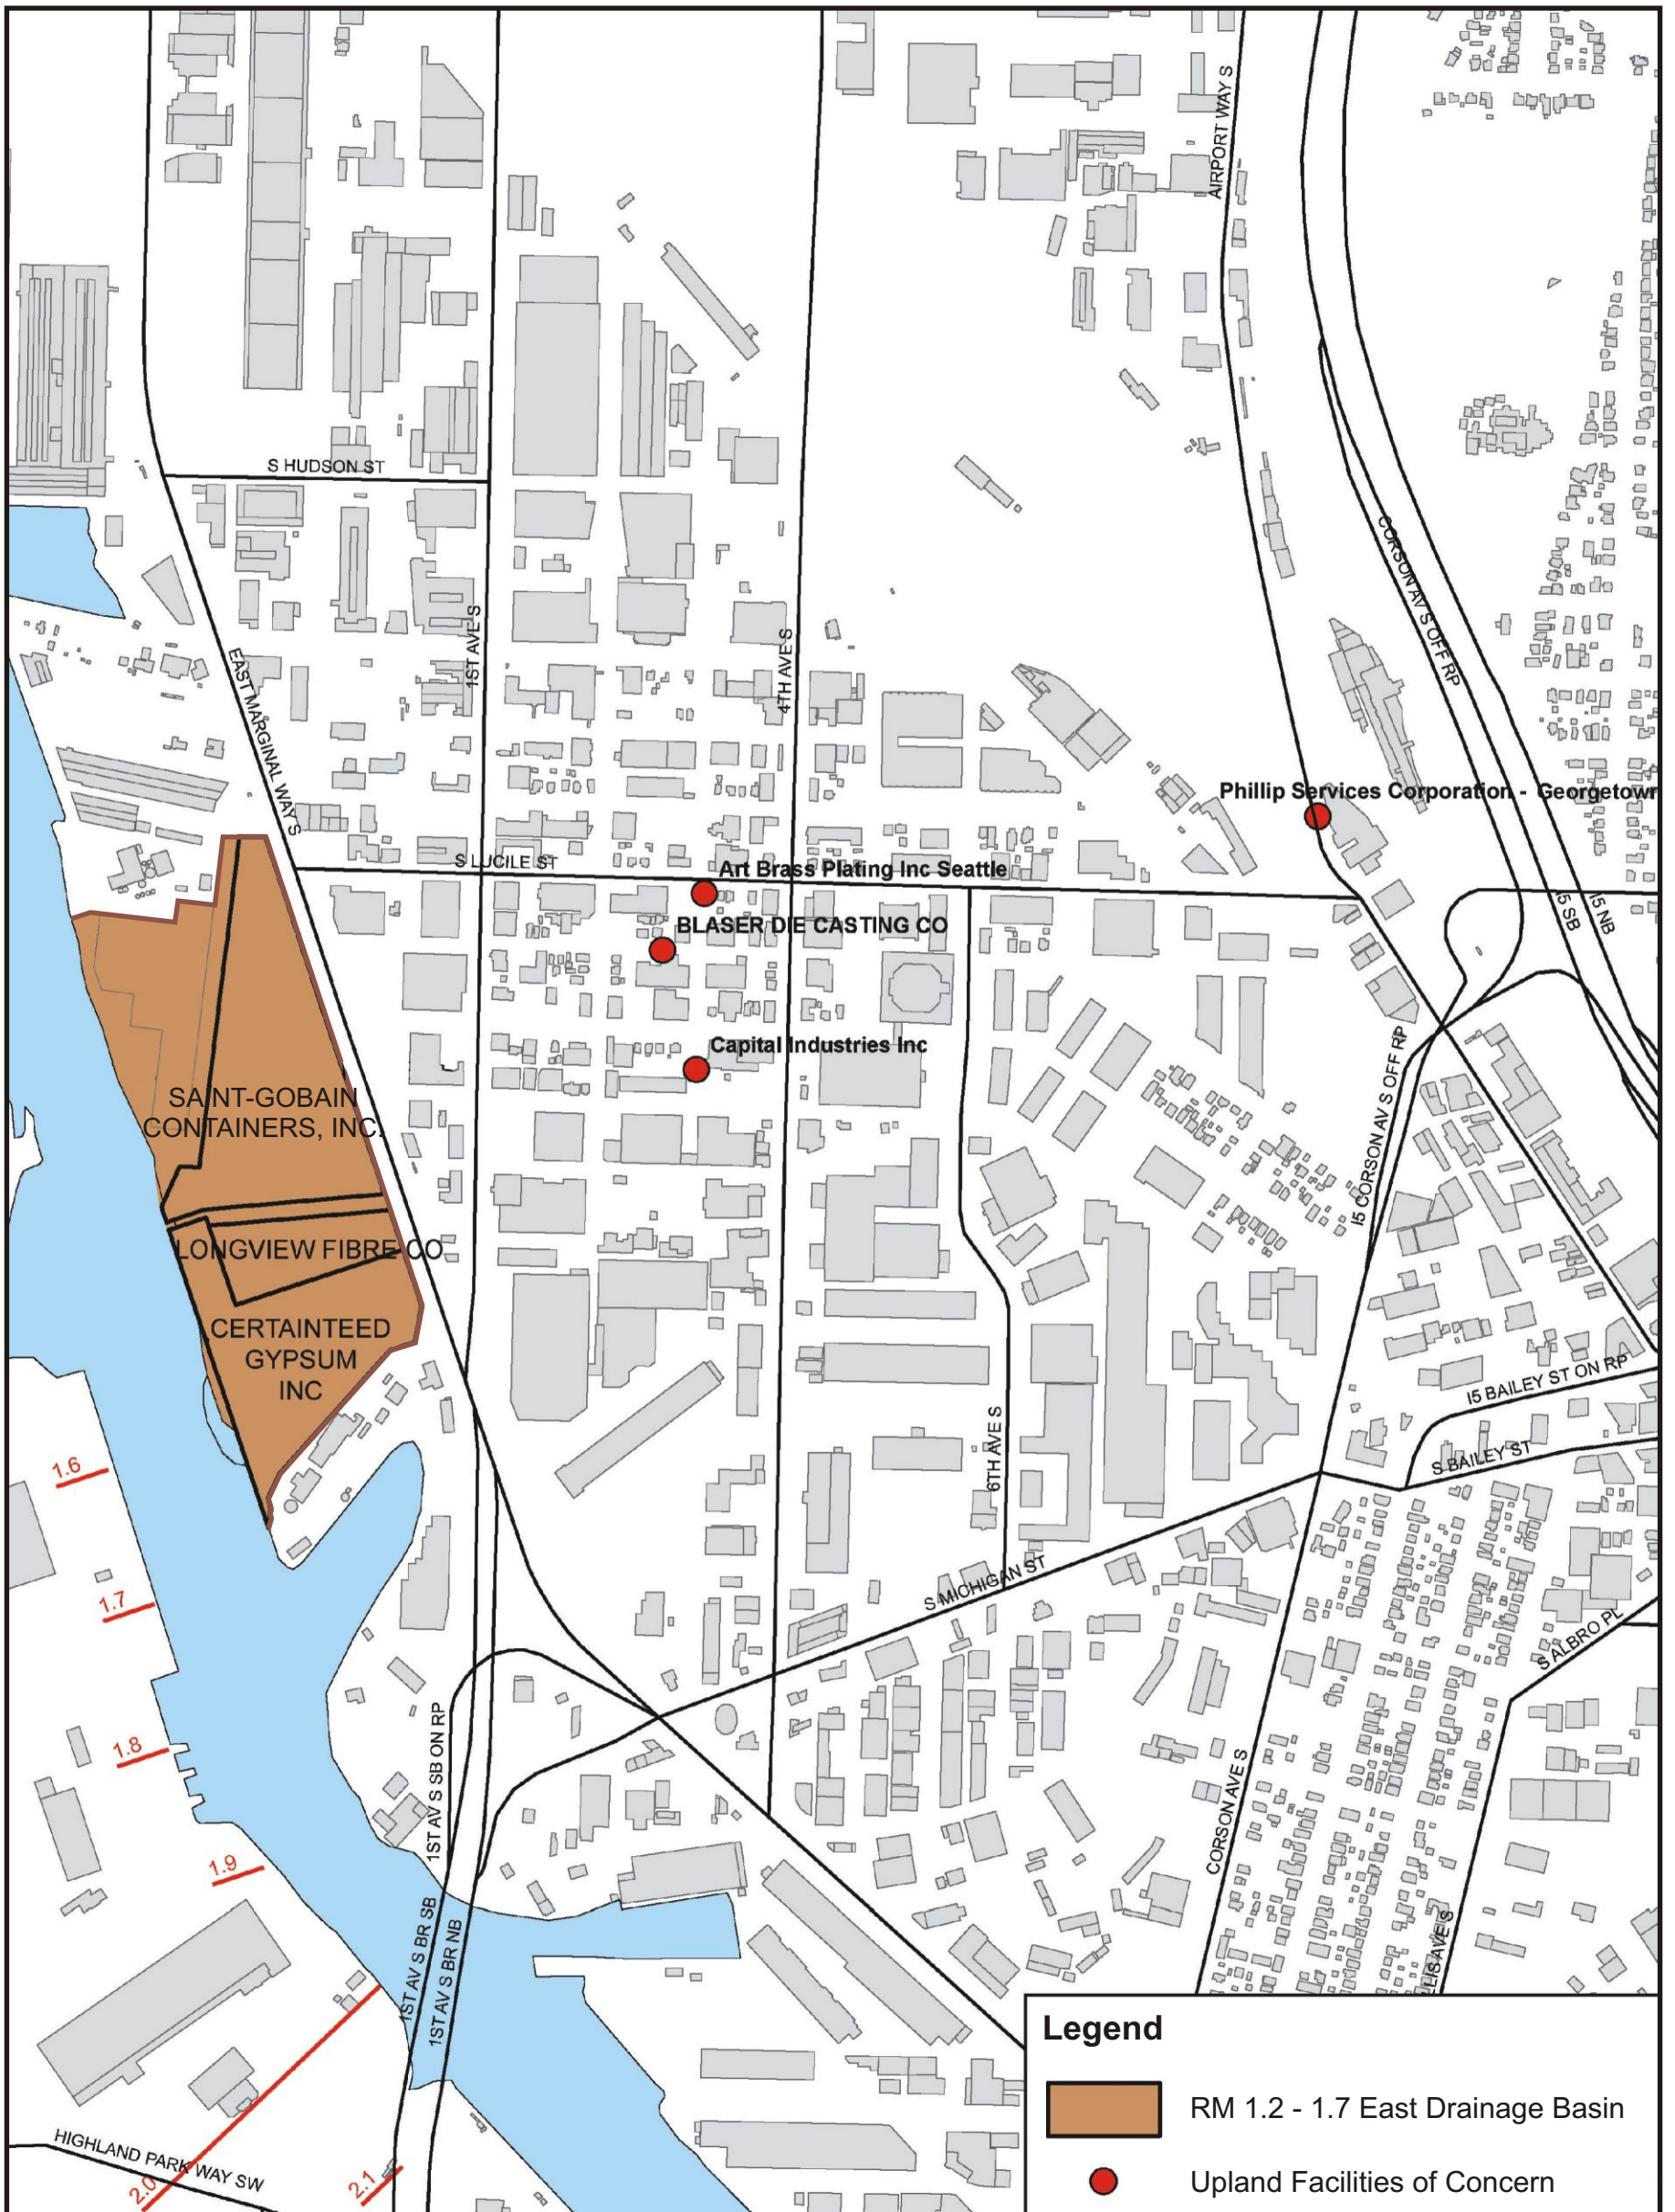 AIRPORT WAY S
S HUDSON ST
CORSON AV S OFF RP
1ST AVE S
4TH AVE S
EAST MARGINAL WAY S
Phillip Services Corporation - Georgetown
S LUCILE ST
Art Brass Plating Inc Seattle
I5 SB
I5 NB
BLASER DIE CASTING CO
Capital Industries Inc
SAINT-GOBAIN
CONTAINERS, INC.
I5 CORSON AV S OFF RP
LONGVIEW FIBRE CO
CERTAINTEED
GYPSUM
INC
I5 BAILEY ST ON RP
6TH AVE S
S BAILEY ST
1.6
S MICHIGAN ST
1.7
S ALBRO PL
1.8
1ST AV S SB ON RP
CORSON AVE S
1.9
1ST AV S BR SB
1ST AV S BR NB
LLIS AVE S
Legend
RM 1.2 - 1.7 East Drainage Basin
HIGHLAND PARK WAY SW
2.0
2.1
Upland Facilities of Concern